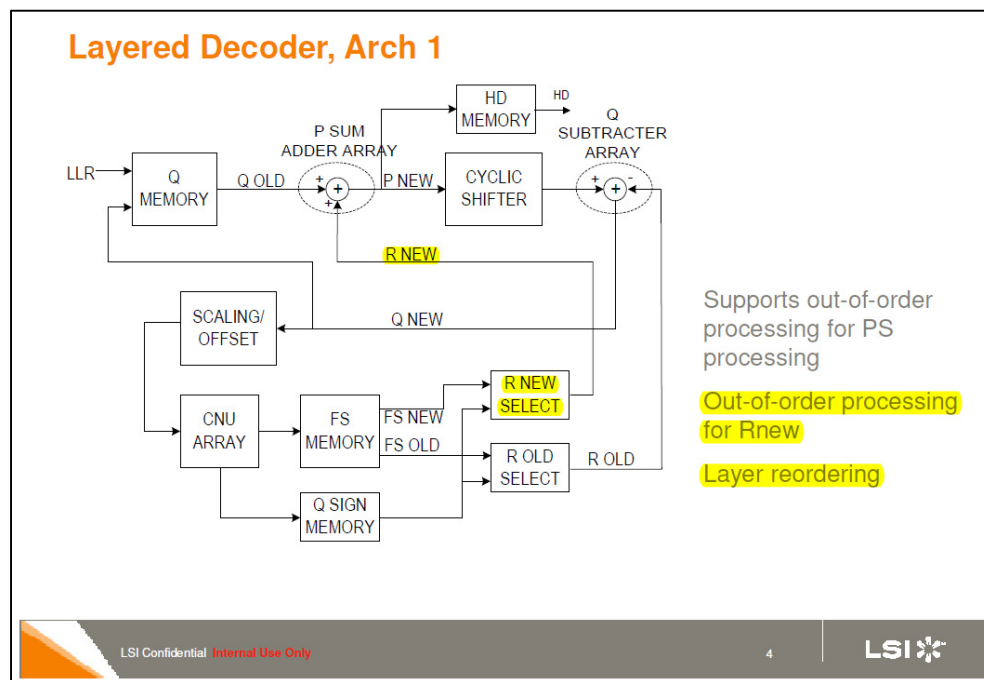 Layered Decoder, Arch 1
HD
MEMORY
HD
P SUM
ADDER ARRAY
Q
SUBTRACTER
ARRAY
LLR
Q
MEMORY
Q OLD
+
+
+
P NEW
CYCLIC
SHIFTER
+
+
-
R NEW
SCALING/
OFFSET
Q NEW
Supports out-of-order
processing for PS
processing
Out-of-order processing
for Rnew
Layer reordering
CNU
ARRAY
FS
MEMORY
FS NEW
FS OLD
R NEW
SELECT
R OLD
SELECT
R OLD
Q SIGN
MEMORY
LSI Confidential Internal Use Only
4
LSI